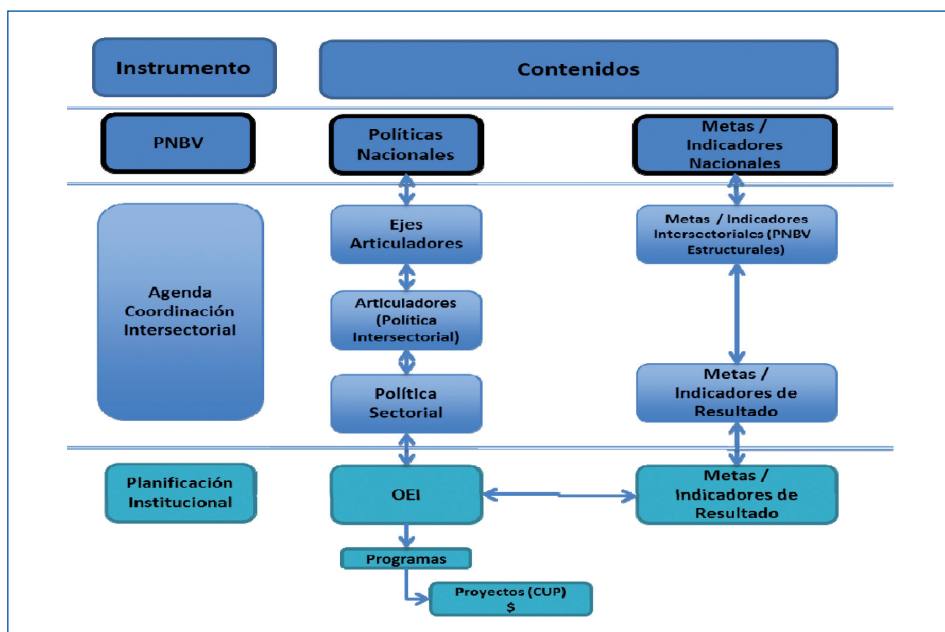 Instrumento
Contenidos
PNBV
Políticas
Nacionales
Metas /
Indicadores
Nacionales
Agenda
Coordinación
Intersectorial
Ejes
Articuladores
Metas / Indicadores
Intersectoriales (PNBV
Estructurales)
Articuladores
(Política
Intersectorial)
Política
Sectorial
Metas /
Indicadores de
Resultado
Planificación
Institucional
OEI
Metas /
Indicadores de
Resultado
Programas
Proyectos (CUP)
$